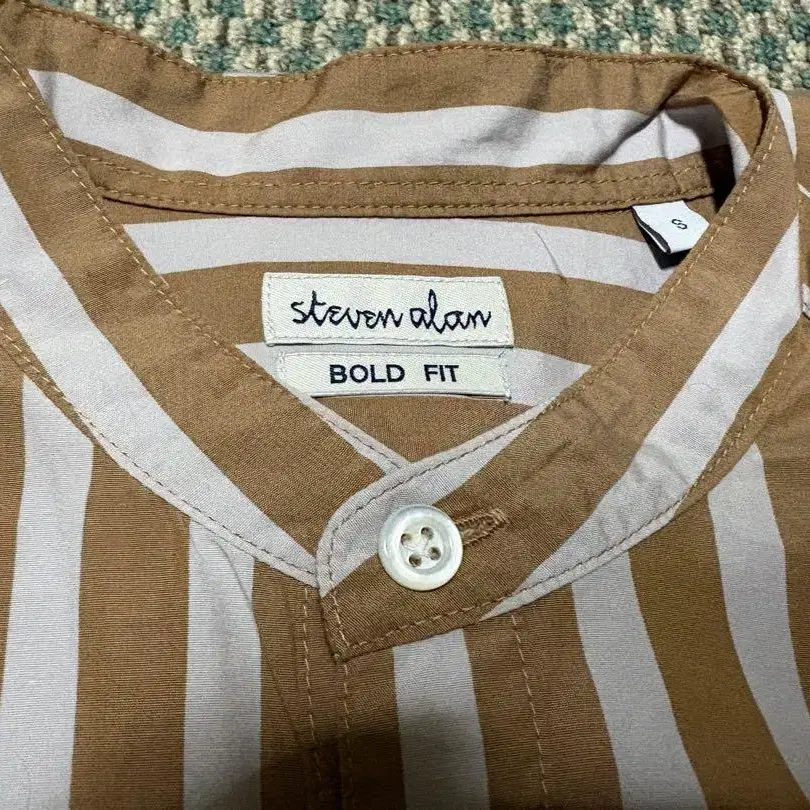 S
steven alan
BOLD FIT